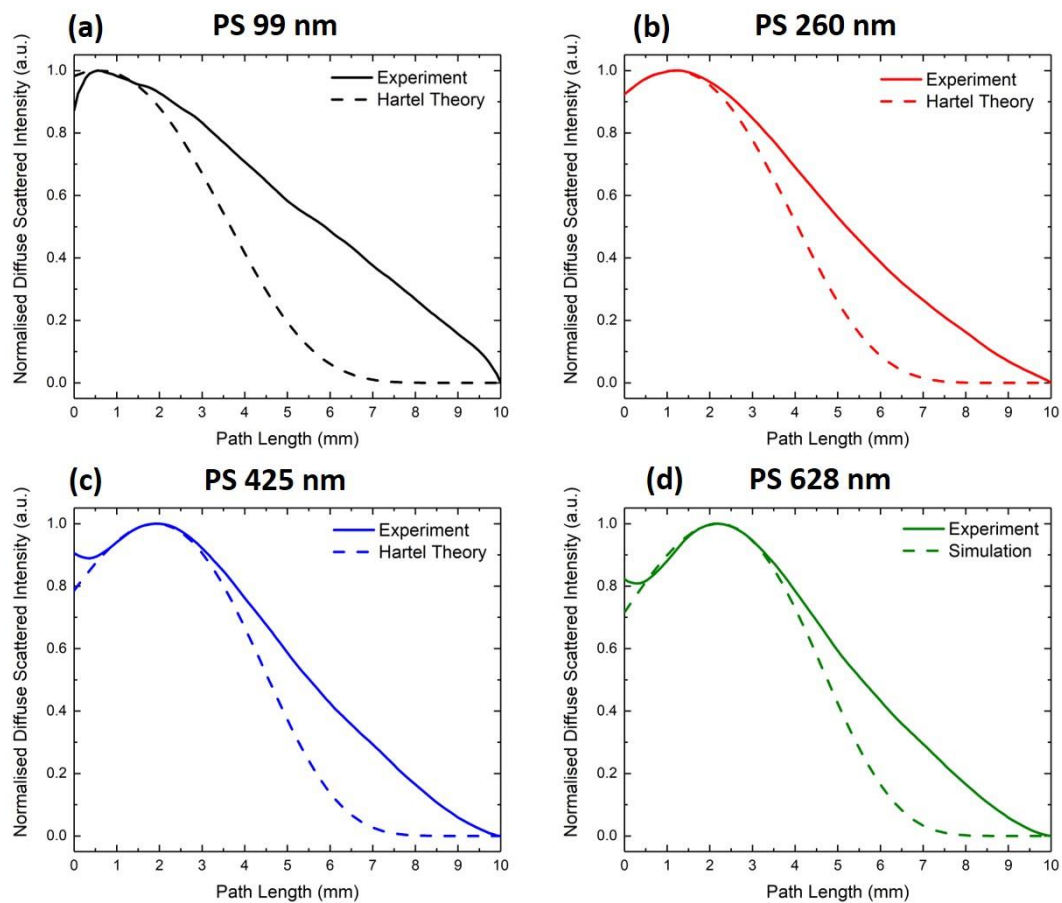 (a) PS 99 nm
Normalised Diffuse Scattered Intensity (a.u.)
1.0
0.8
0.6
0.4
0.2
0.0
Experiment
Hartel Theory
0 1 2 3 4 5 6 7 8 9 10
Path Length (mm)
(b) PS 260 nm
Normalised Diffuse Scattered Intensity (a.u.)
1.0
0.8
0.6
0.4
0.2
0.0
Experiment
Hartel Theory
0 1 2 3 4 5 6 7 8 9 10
Path Length (mm)
(c) PS 425 nm
Normalised Diffuse Scattered Intensity (a.u.)
1.0
0.8
0.6
0.4
0.2
0.0
Experiment
Hartel Theory
0 1 2 3 4 5 6 7 8 9 10
Path Length (mm)
(d) PS 628 nm
Normalised Diffuse Scattered Intensity (a.u.)
1.0
0.8
0.6
0.4
0.2
0.0
Experiment
Simulation
0 1 2 3 4 5 6 7 8 9 10
Path Length (mm)